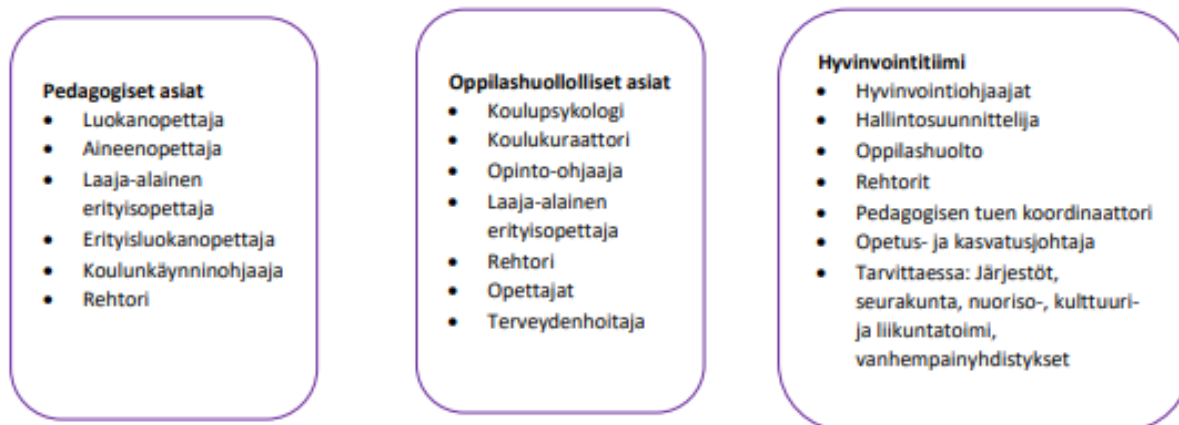 Pedagogiset asiat
• Luokanopettaja
• Aineenopettaja
• Laaja-alainen
erityisopettaja
• Erityisluokanopettaja
• Koulunkäynninohjaaja
• Rehtori
Oppilashuollolliset asiat
• Koulupsykologi
• Koulukuraattori
• Opinto-ohjaaja
• Laaja-alainen
erityisopettaja
• Rehtori
• Opettajat
• Terveydenhoitaja
Hyvinvointitiimi
• Hyvinvointiohjaajat
• Hallintosuunnittelija
• Oppilashuolto
• Rehtorit
• Pedagogisen tuen koordinaattori
• Opetus- ja kasvatusjohtaja
• Tarvittaessa: Järjestöt,
seurakunta, nuoriso-, kulttuuri-
ja liikuntatoimi,
vanhempainyhdistykset